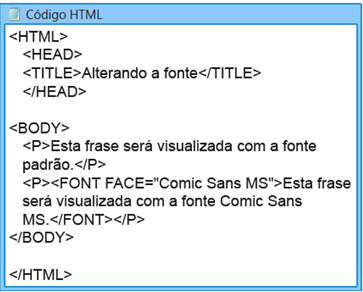 Código HTML
<HTML>
<HEAD>
<TITLE>Alterando a fonte</TITLE>
</HEAD>
<BODY>
<P>Esta frase será visualizada com a fonte
padrão.</P>
<P><FONT FACE="Comic Sans MS">Esta frase
será visualizada com a fonte Comic Sans
MS.</FONT></P>
</BODY>
</HTML>